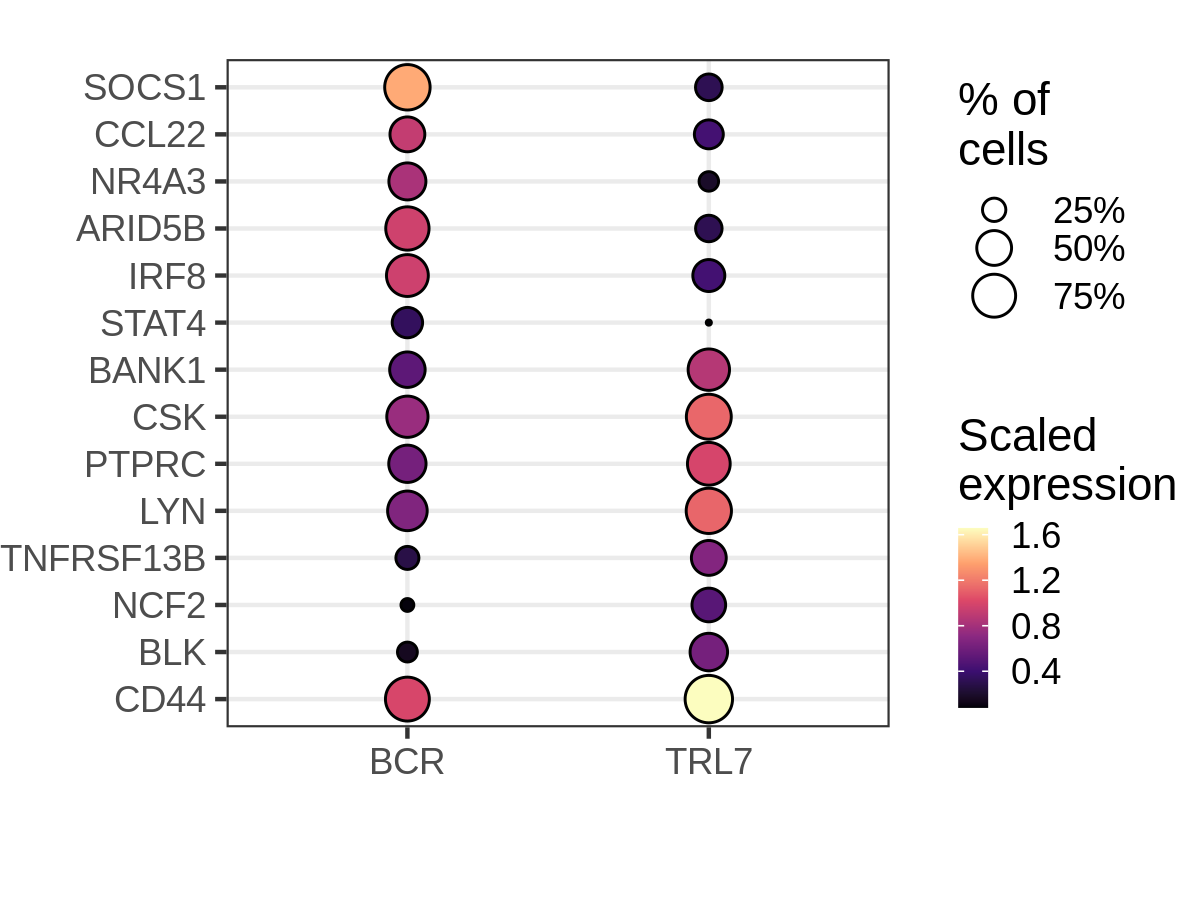 SOCS1
CCL22
NR4A3
ARID5B
IRF8
STAT4
BANK1
CSK
PTPRC
LYN
TNFRSF13B
NCF2
BLK
CD44
BCR TRL7
% of
cells
25%
50%
75%
Scaled
expression
1.6
1.2
0.8
0.4